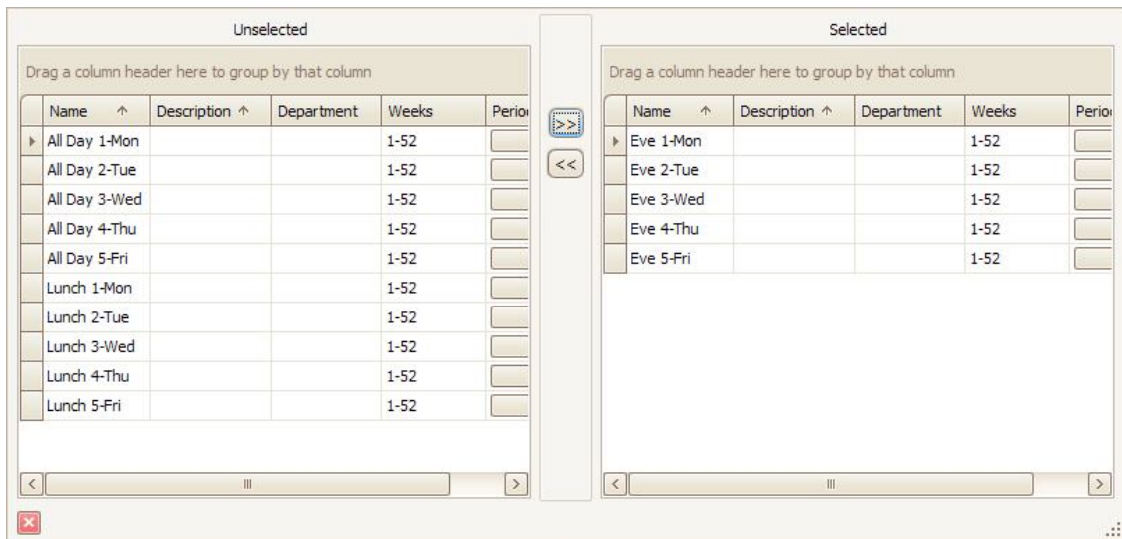 Unselected
Drag a column header here to group by that column
Name Description Department Weeks Perio
All Day 1-Mon 1-52
All Day 2-Tue 1-52
All Day 3-Wed 1-52
All Day 4-Thu 1-52
All Day 5-Fri 1-52
Lunch 1-Mon 1-52
Lunch 2-Tue 1-52
Lunch 3-Wed 1-52
Lunch 4-Thu 1-52
Lunch 5-Fri 1-52
>>
<<
Selected
Drag a column header here to group by that column
Name Description Department Weeks Perio
Eve 1-Mon 1-52
Eve 2-Tue 1-52
Eve 3-Wed 1-52
Eve 4-Thu 1-52
Eve 5-Fri 1-52